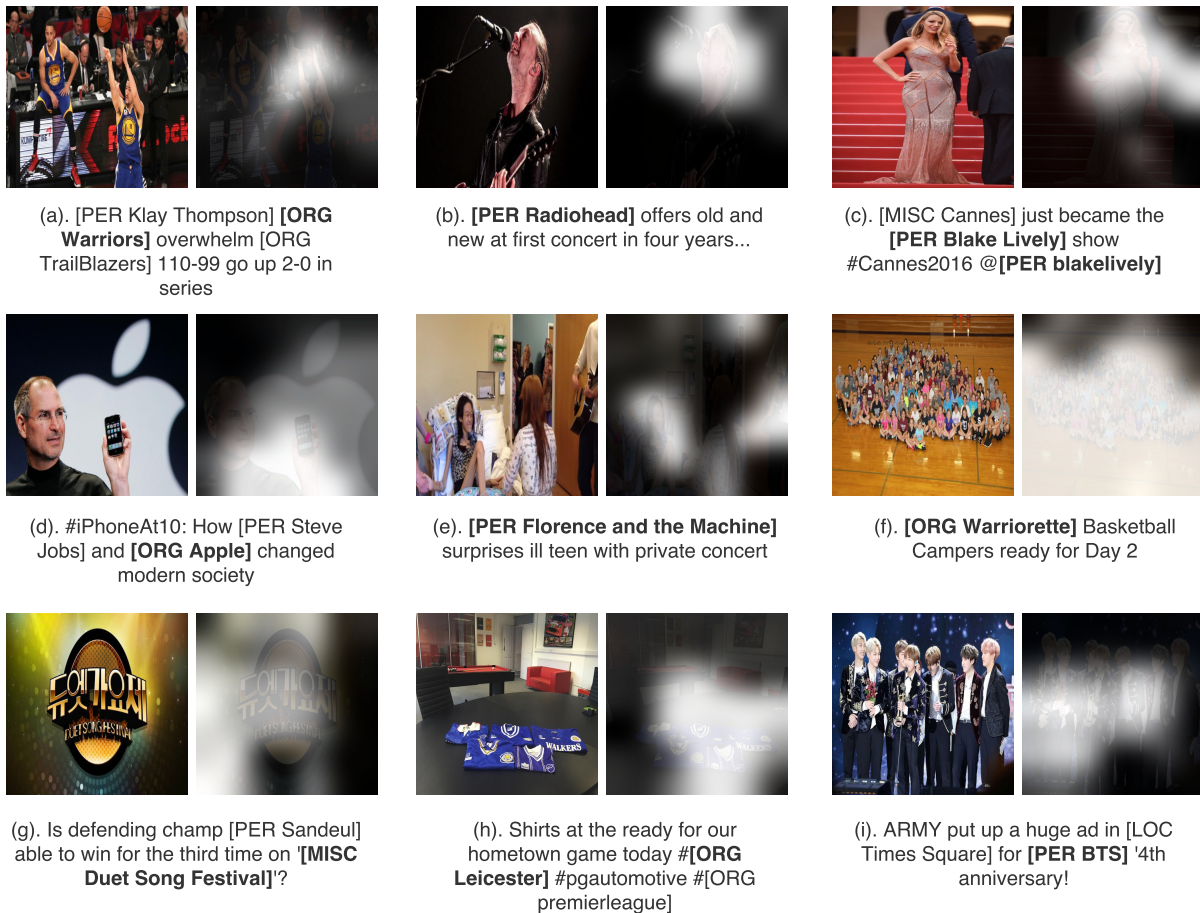 (a). [PER Klay Thompson] [ORG
Warriors] overwhelm [ORG
TrailBlazers] 110-99 go up 2-0 in
series
(b). [PER Radiohead] offers old and
new at first concert in four years...
(c). [MISC Cannes] just became the
[PER Blake Lively] show
#Cannes2016 @[PER blakelively]
(d). #iPhoneAt10: How [PER Steve
Jobs] and [ORG Apple] changed
modern society
(e). [PER Florence and the Machine]
surprises ill teen with private concert
(f). [ORG Warriorette] Basketball
Campers ready for Day 2
듀엣가요제
DUET SONG FESTIVAL
WALKERS
(g). Is defending champ [PER Sandeul]
able to win for the third time on '[MISC
Duet Song Festival]'?
(h). Shirts at the ready for our
hometown game today #[ORG
Leicester] #pgautomotive #[ORG
premierleague]
(i). ARMY put up a huge ad in [LOC
Times Square] for [PER BTS] '4th
anniversary!